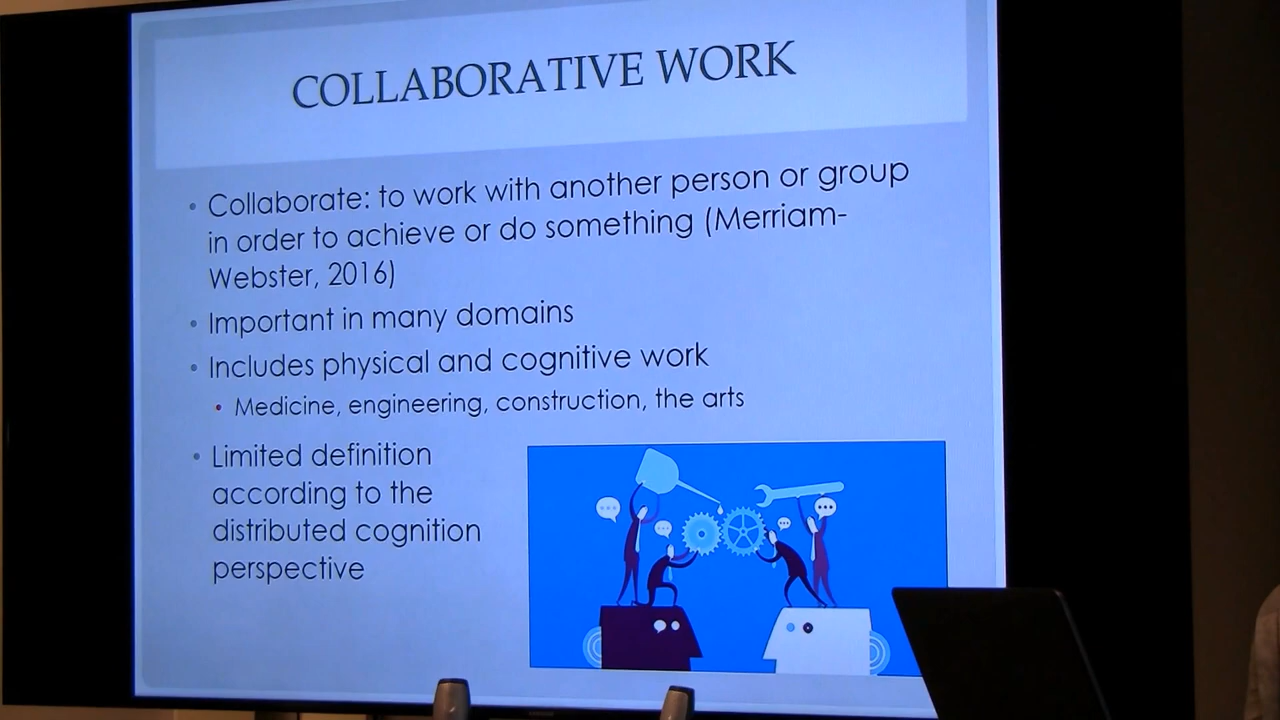 COLLABORATIVE WORK
• Collaborate: to work with another person or group
in order to achieve or do something (Merriam-
Webster, 2016)
• Important in many domains
• Includes physical and cognitive work
• Medicine, engineering, construction, the arts
• Limited definition
according to the
distributed cognition
perspective